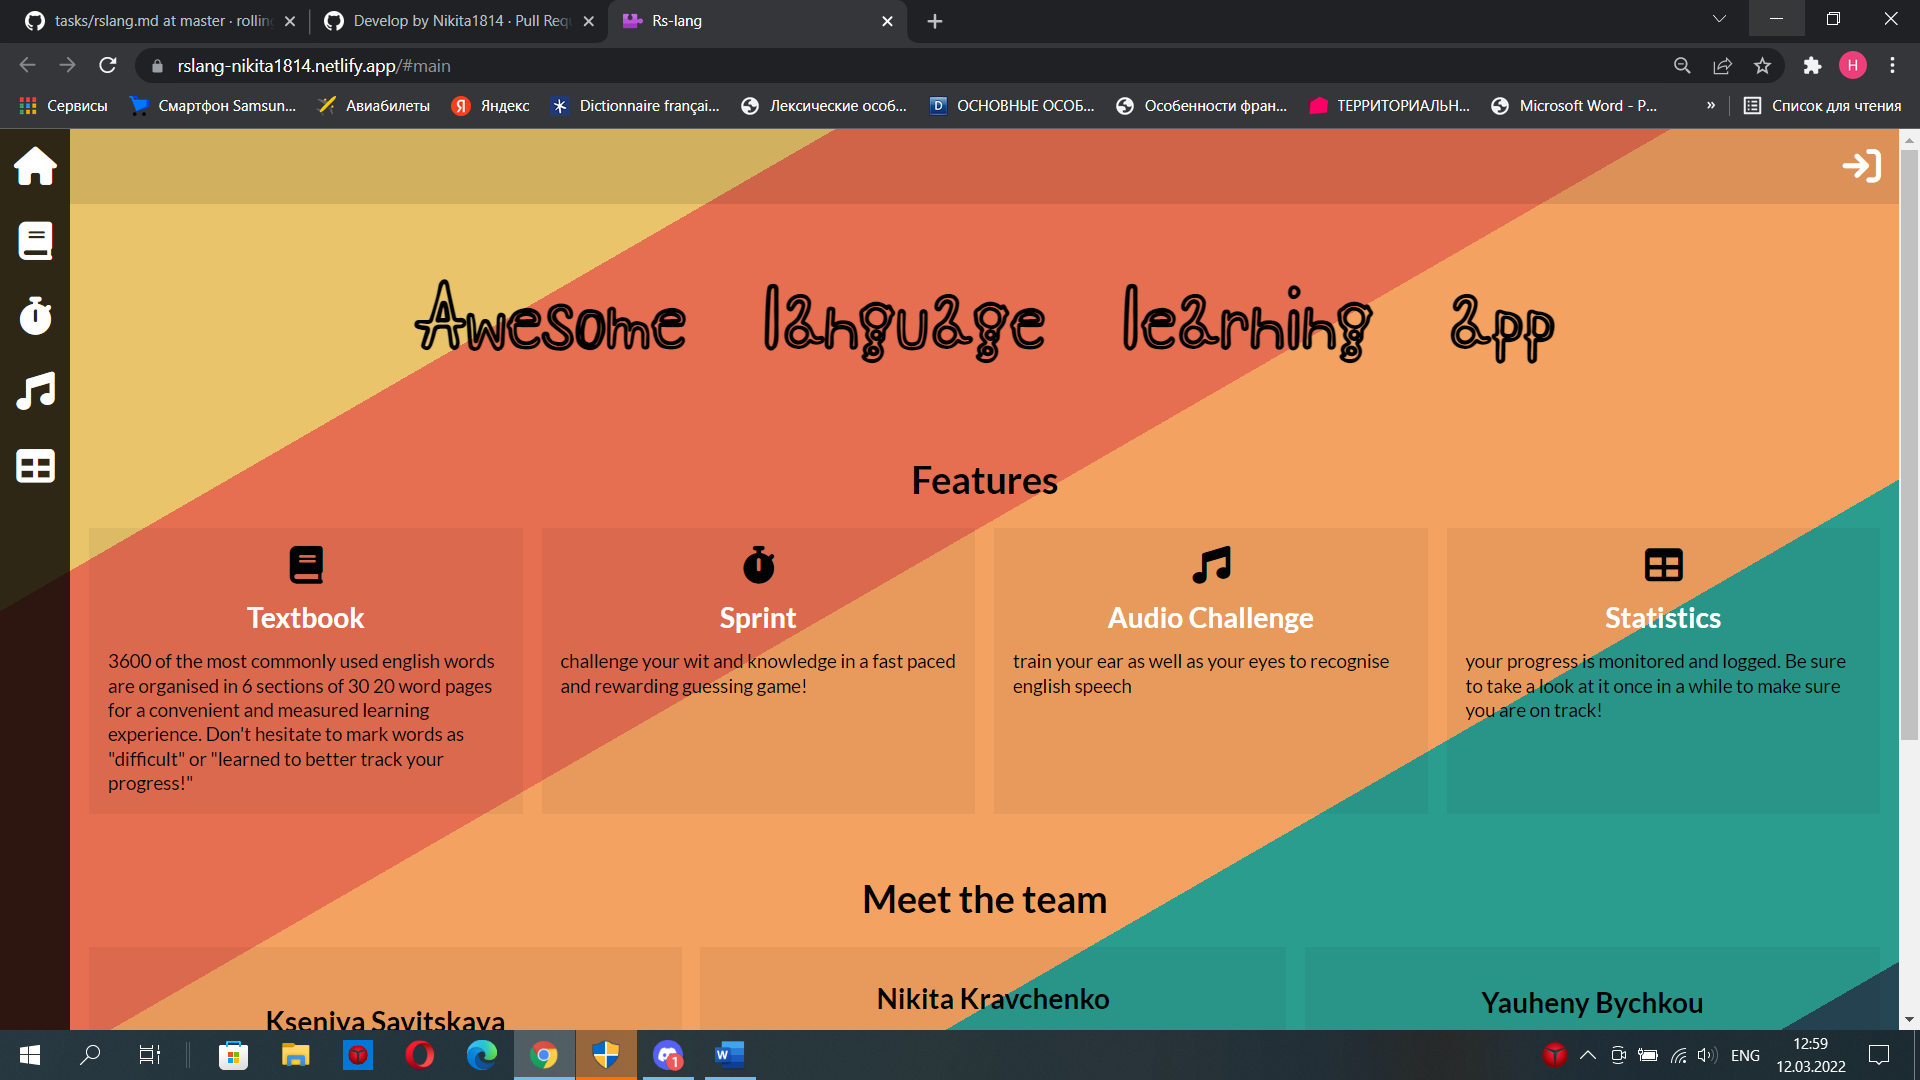 tasks/rslang.md at master · rolling
Develop by Nikita1814 · Pull Requ
Rs-lang
rslang-nikita1814.netlify.app/#main
H
Сервисы
Смартфон Samsun...
Авиабилеты
Яндекс
Dictionnaire françai...
Лексические особ...
ОСНОВНЫЕ ОСОБ...
Особенности фран...
ТЕРРИТОРИАЛЬН...
Microsoft Word - Р...
»
Список для чтения
Awesome language learning app
Features
Textbook
3600 of the most commonly used english words
are organised in 6 sections of 30 20 word pages
for a convenient and measured learning
experience. Don't hesitate to mark words as
"difficult" or "learned to better track your
progress!"
Sprint
challenge your wit and knowledge in a fast paced
and rewarding guessing game!
Audio Challenge
train your ear as well as your eyes to recognise
english speech
Statistics
your progress is monitored and logged. Be sure
to take a look at it once in a while to make sure
you are on track!
Meet the team
Kseniya Savitskaya
Nikita Kravchenko
Yauheny Bychkou
1
ENG
12:59
12.03.2022